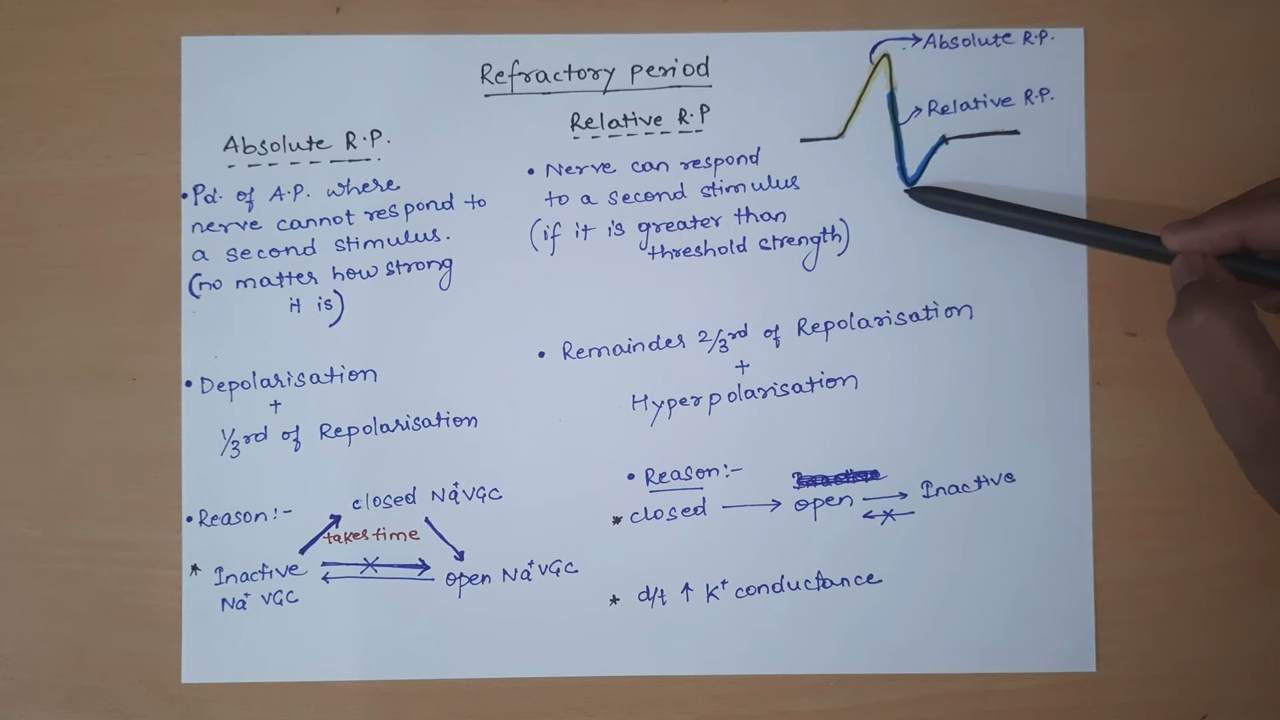 Refractory period
Absolute R.P.
Relative R.P.
Absolute R.P.
• Pd. of A.P. where
nerve cannot respond to
a second stimulus.
(no matter how strong
it is)
• Depolarisation
+
1/3rd of Repolarisation
• Reason:-
closed Na+VGC
takes time
* Inactive
Na+ VGC
open Na+VGC
Relative R.P
• Nerve can respond
to a second stimulus
(if it is greater than
threshold strength)
• Remainder 2/3rd of Repolarisation
+
Hyperpolarisation
• Reason:-
* closed → open → Inactive
* d/t ↑ K+ conductance